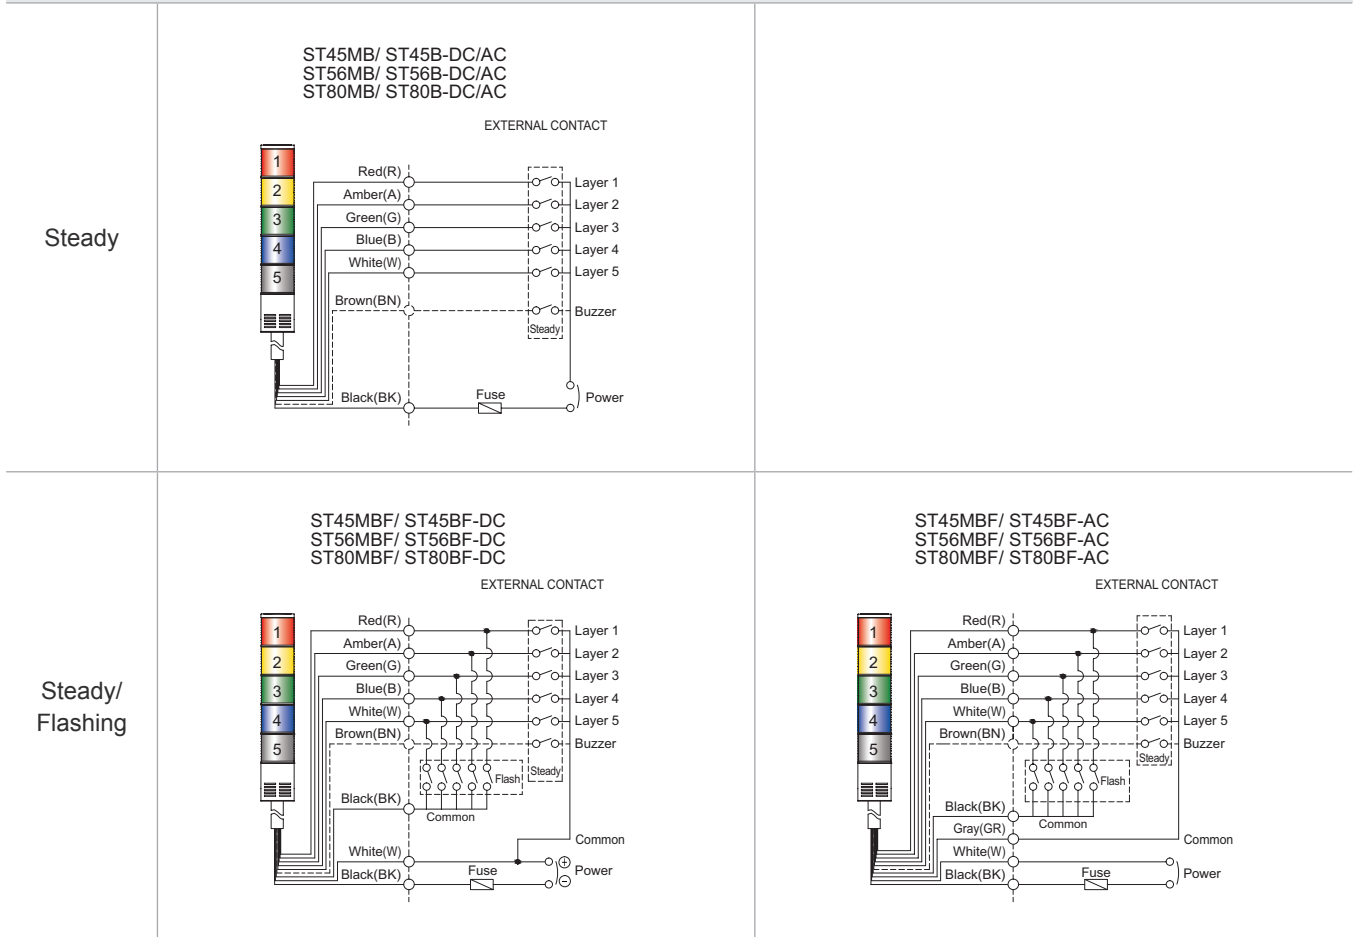 Steady
ST45MB/ ST45B-DC/AC
ST56MB/ ST56B-DC/AC
ST80MB/ ST80B-DC/AC
EXTERNAL CONTACT
1
2
3
4
5
Red(R)
Amber(A)
Green(G)
Blue(B)
White(W)
Brown(BN)
Black(BK)
Layer 1
Layer 2
Layer 3
Layer 4
Layer 5
Buzzer
Steady
Fuse
Power
Steady/
Flashing
ST45MBF/ ST45BF-DC
ST56MBF/ ST56BF-DC
ST80MBF/ ST80BF-DC
EXTERNAL CONTACT
1
2
3
4
5
Red(R)
Amber(A)
Green(G)
Blue(B)
White(W)
Brown(BN)
Black(BK)
White(W)
Black(BK)
Layer 1
Layer 2
Layer 3
Layer 4
Layer 5
Buzzer
Steady
Flash
Common
Common
Fuse
+
−
Power
ST45MBF/ ST45BF-AC
ST56MBF/ ST56BF-AC
ST80MBF/ ST80BF-AC
EXTERNAL CONTACT
1
2
3
4
5
Red(R)
Amber(A)
Green(G)
Blue(B)
White(W)
Brown(BN)
Black(BK)
Gray(GR)
White(W)
Black(BK)
Layer 1
Layer 2
Layer 3
Layer 4
Layer 5
Buzzer
Steady
Flash
Common
Common
Fuse
Power